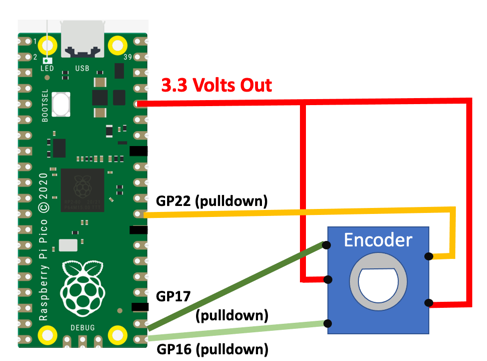 1
2
39
LED
USB
BOOTSEL
3.3 Volts Out
Raspberry Pi Pico © 2020
GP22 (pulldown)
Encoder
GP17
(pulldown)
DEBUG
GP16 (pulldown)